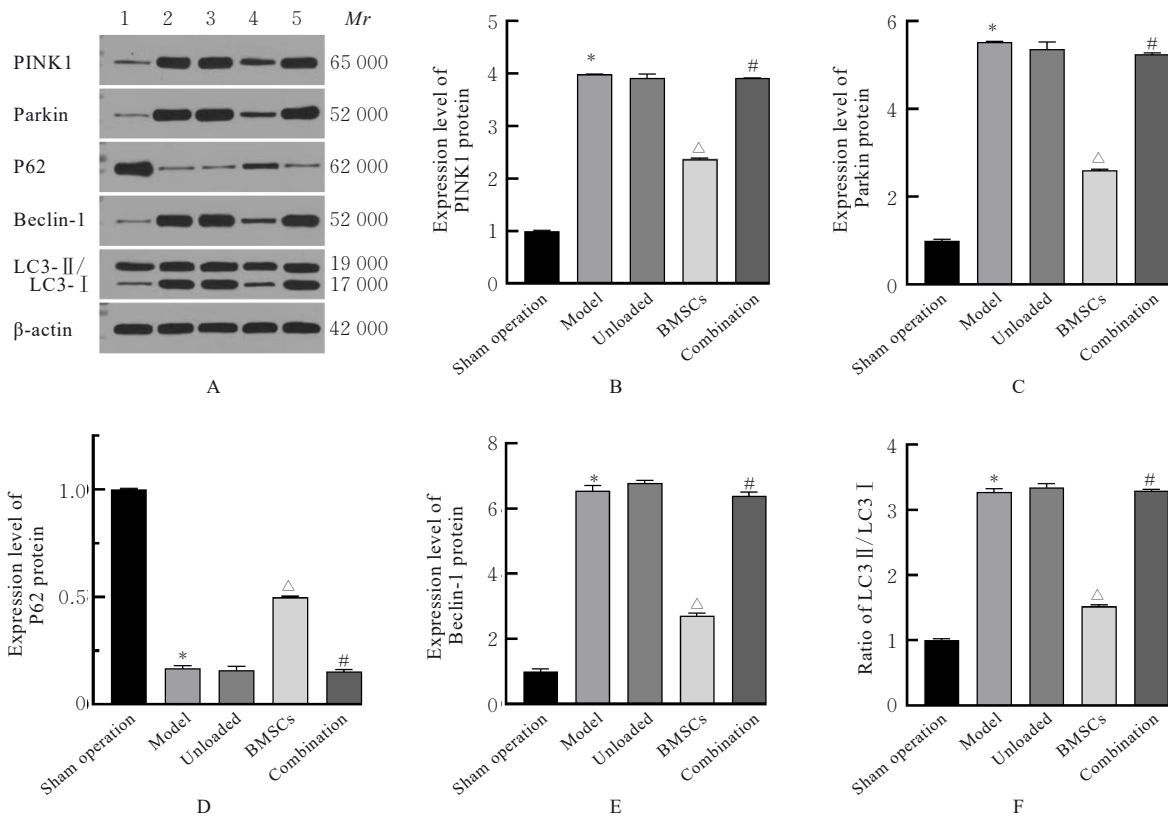 1 2 3 4 5 Mr
PINK1 65 000
Parkin 52 000
P62 62 000
Beclin-1 52 000
LC3-Ⅱ/ 19 000
LC3-Ⅰ 17 000
β-actin 42 000
A
Expression level of
PINK1 protein
5
4
3
2
1
0
*
△
#
Sham operation
Model
Unloaded
BMSCs
Combination
B
Expression level of
Parkin protein
6
4
2
0
*
△
#
Sham operation
Model
Unloaded
BMSCs
Combination
C
Expression level of
P62 protein
1.0
0.5
0
*
△
#
Sham operation
Model
Unloaded
BMSCs
Combination
D
Expression level of
Beclin-1 protein
8
6
4
2
0
*
△
#
Sham operation
Model
Unloaded
BMSCs
Combination
E
Ratio of LC3Ⅱ/LC3Ⅰ
4
3
2
1
0
*
△
#
Sham operation
Model
Unloaded
BMSCs
Combination
F